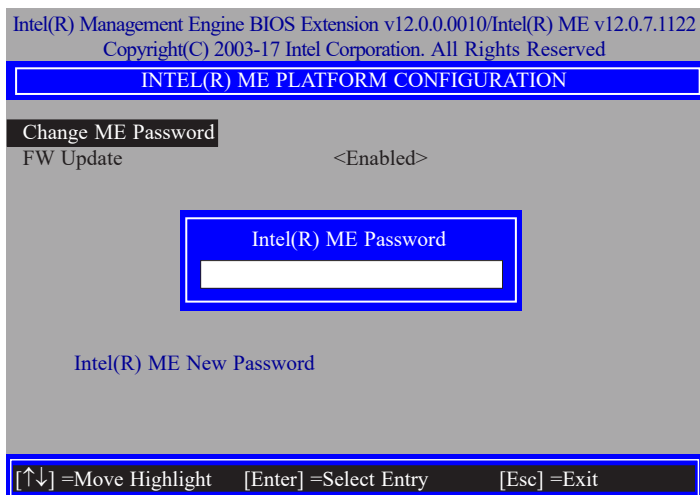 Intel(R) Management Engine BIOS Extension v12.0.0.0010/Intel(R) ME v12.0.7.1122
Copyright(C) 2003-17 Intel Corporation. All Rights Reserved
INTEL(R) ME PLATFORM CONFIGURATION
Change ME Password
FW Update <Enabled>
Intel(R) ME Password
Intel(R) ME New Password
[↑↓] =Move Highlight [Enter] =Select Entry [Esc] =Exit